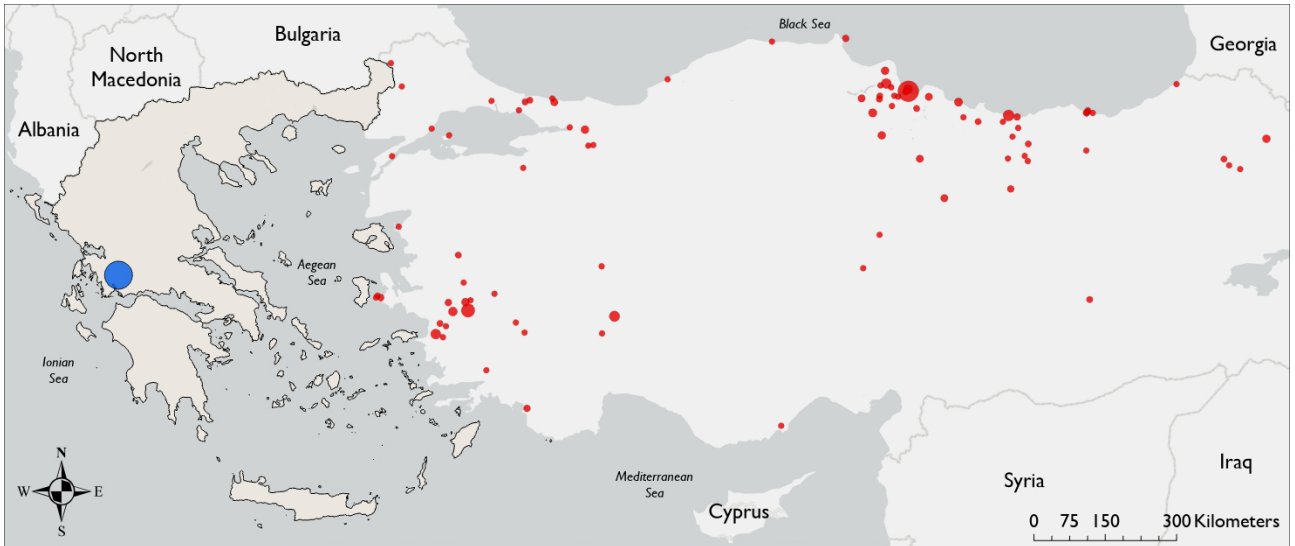 Black Sea
Bulgaria
Georgia
North
Macedonia
Albania
Aegean
Sea
Ionian
Sea
N
W E
S
Mediterranean
Sea
Cyprus
Syria
Iraq
0 75 150 300 Kilometers